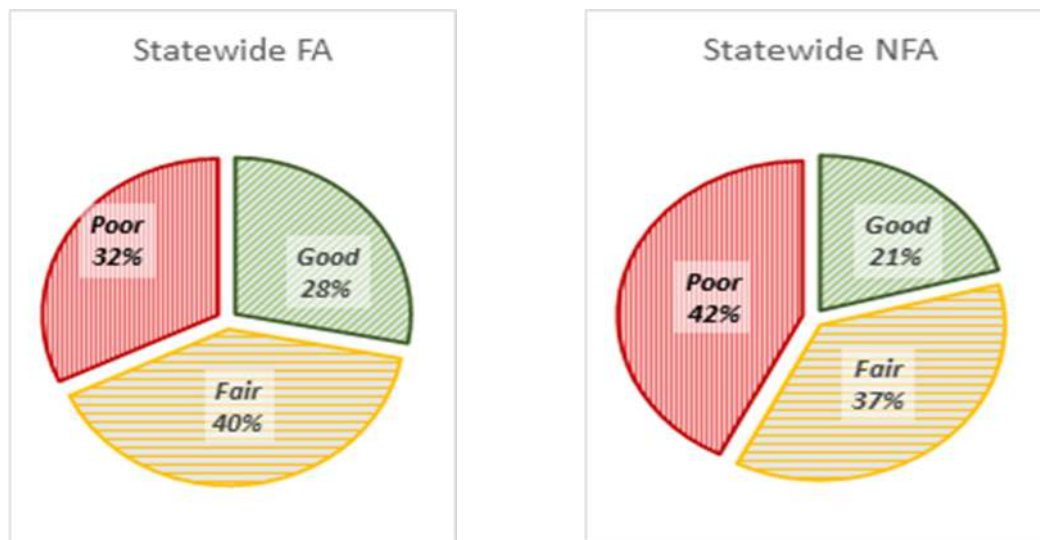 Statewide FA
Poor
32%
Good
28%
Fair
40%
Statewide NFA
Good
21%
Poor
42%
Fair
37%